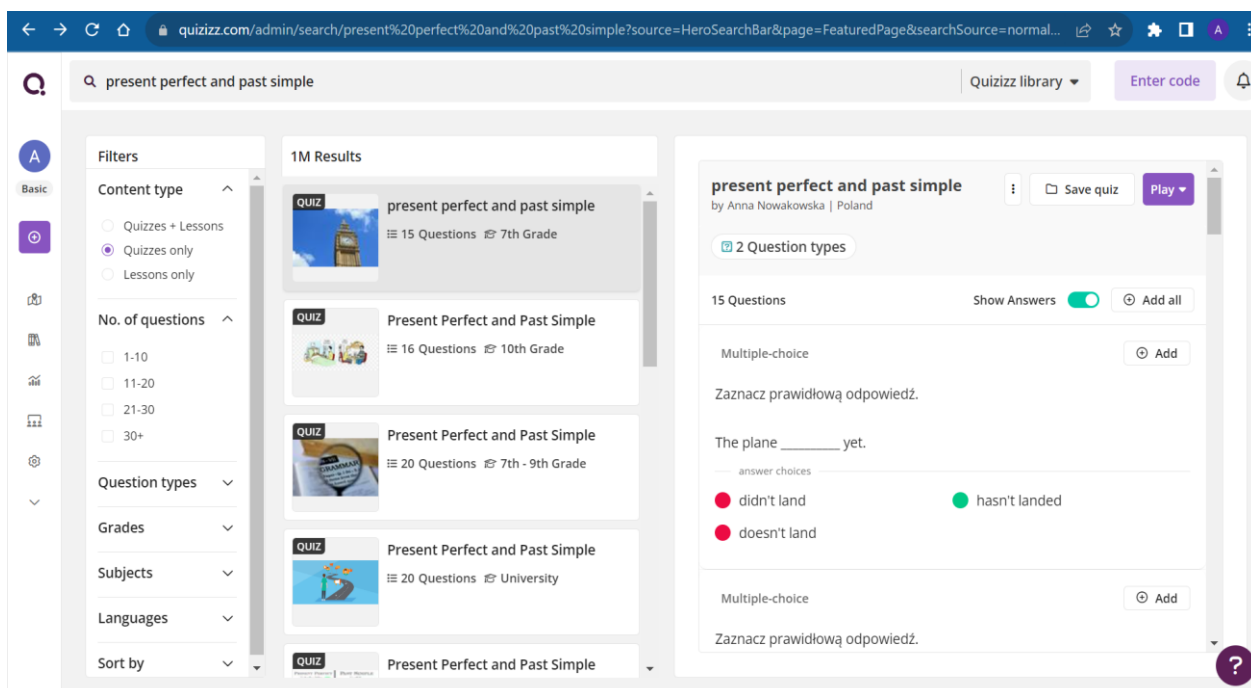 quizizz.com/admin/search/present%20perfect%20and%20past%20simple?source=HeroSearchBar&page=FeaturedPage&searchSource=normal...
A
present perfect and past simple
Quizizz library
Enter code
A
Basic
Filters
Content type
Quizzes + Lessons
Quizzes only
Lessons only
No. of questions
1-10
11-20
21-30
30+
Question types
Grades
Subjects
Languages
Sort by
1M Results
QUIZ
present perfect and past simple
15 Questions 7th Grade
QUIZ
Present Perfect and Past Simple
16 Questions 10th Grade
QUIZ
GRAMMAR
Present Perfect and Past Simple
20 Questions 7th - 9th Grade
QUIZ
Present Perfect and Past Simple
20 Questions University
QUIZ
Present Perfect and Past Simple
present perfect and past simple
by Anna Nowakowska | Poland
Save quiz
Play
2 Question types
15 Questions
Show Answers
Add all
Multiple-choice
Add
Zaznacz prawidłową odpowiedź.
The plane _________ yet.
answer choices
didn't land
hasn't landed
doesn't land
Multiple-choice
Add
Zaznacz prawidłową odpowiedź.
?